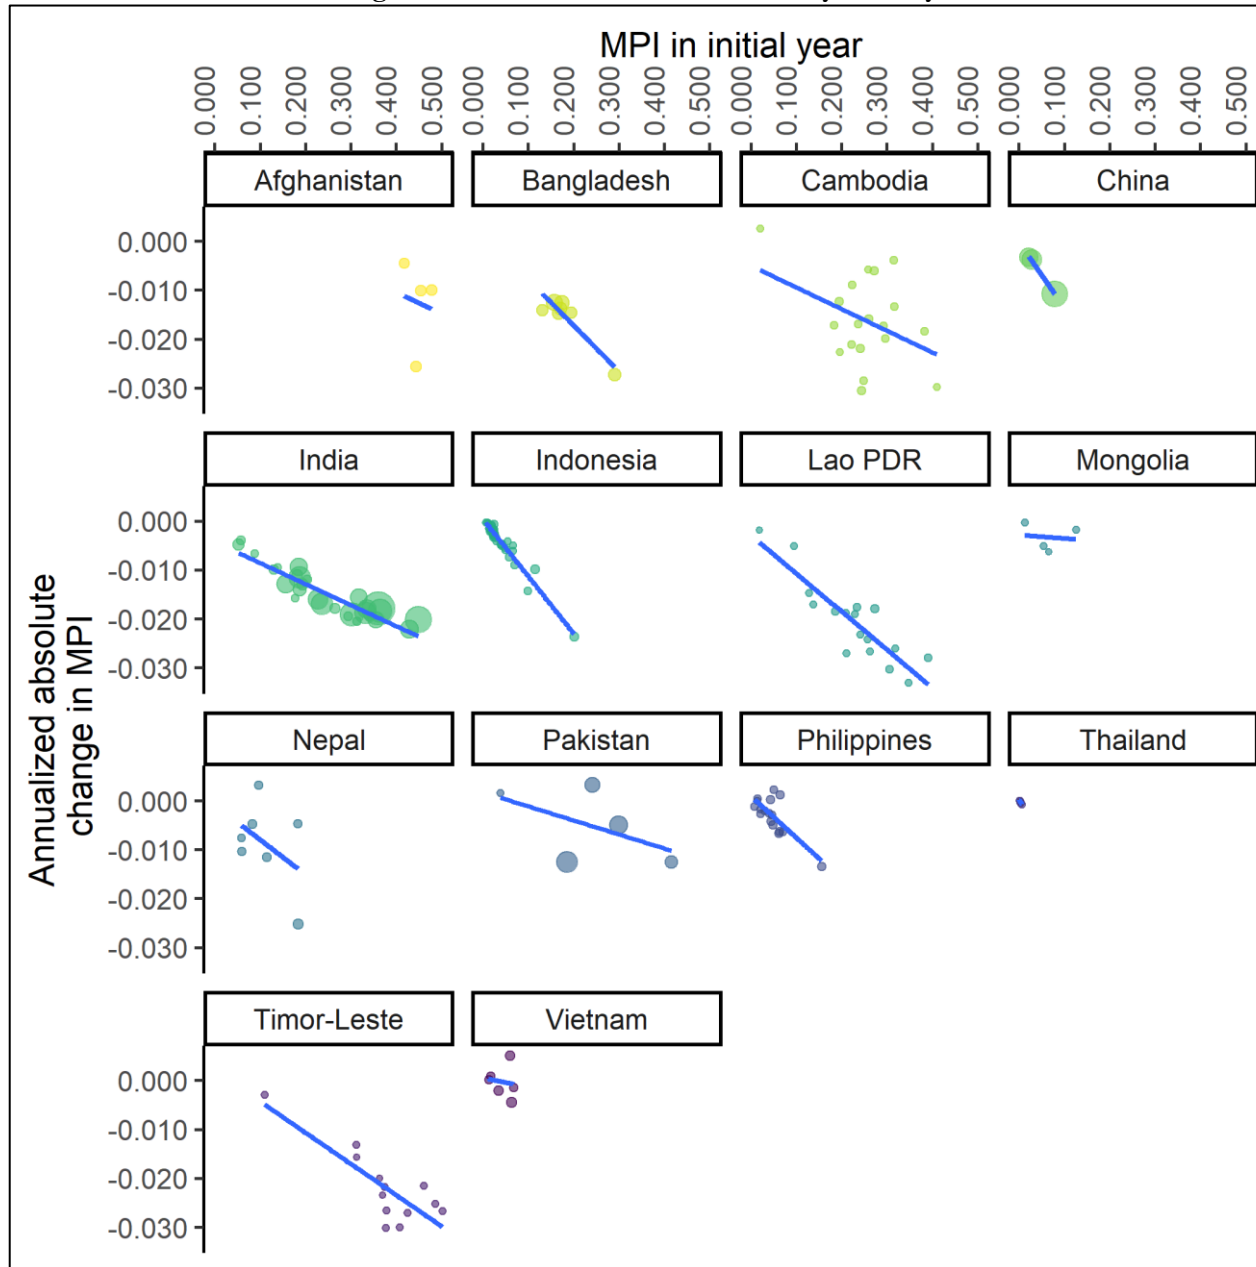 MPI in initial year
0.000 0.100 0.200 0.300 0.400 0.500 0.000 0.100 0.200 0.300 0.400 0.500 0.000 0.100 0.200 0.300 0.400 0.500 0.000 0.100 0.200 0.300 0.400 0.500
Afghanistan Bangladesh Cambodia China
0.000
-0.010
-0.020
-0.030
India Indonesia Lao PDR Mongolia
0.000
-0.010
-0.020
-0.030
Annualized absolute
change in MPI
Nepal Pakistan Philippines Thailand
0.000
-0.010
-0.020
-0.030
Timor-Leste Vietnam
0.000
-0.010
-0.020
-0.030